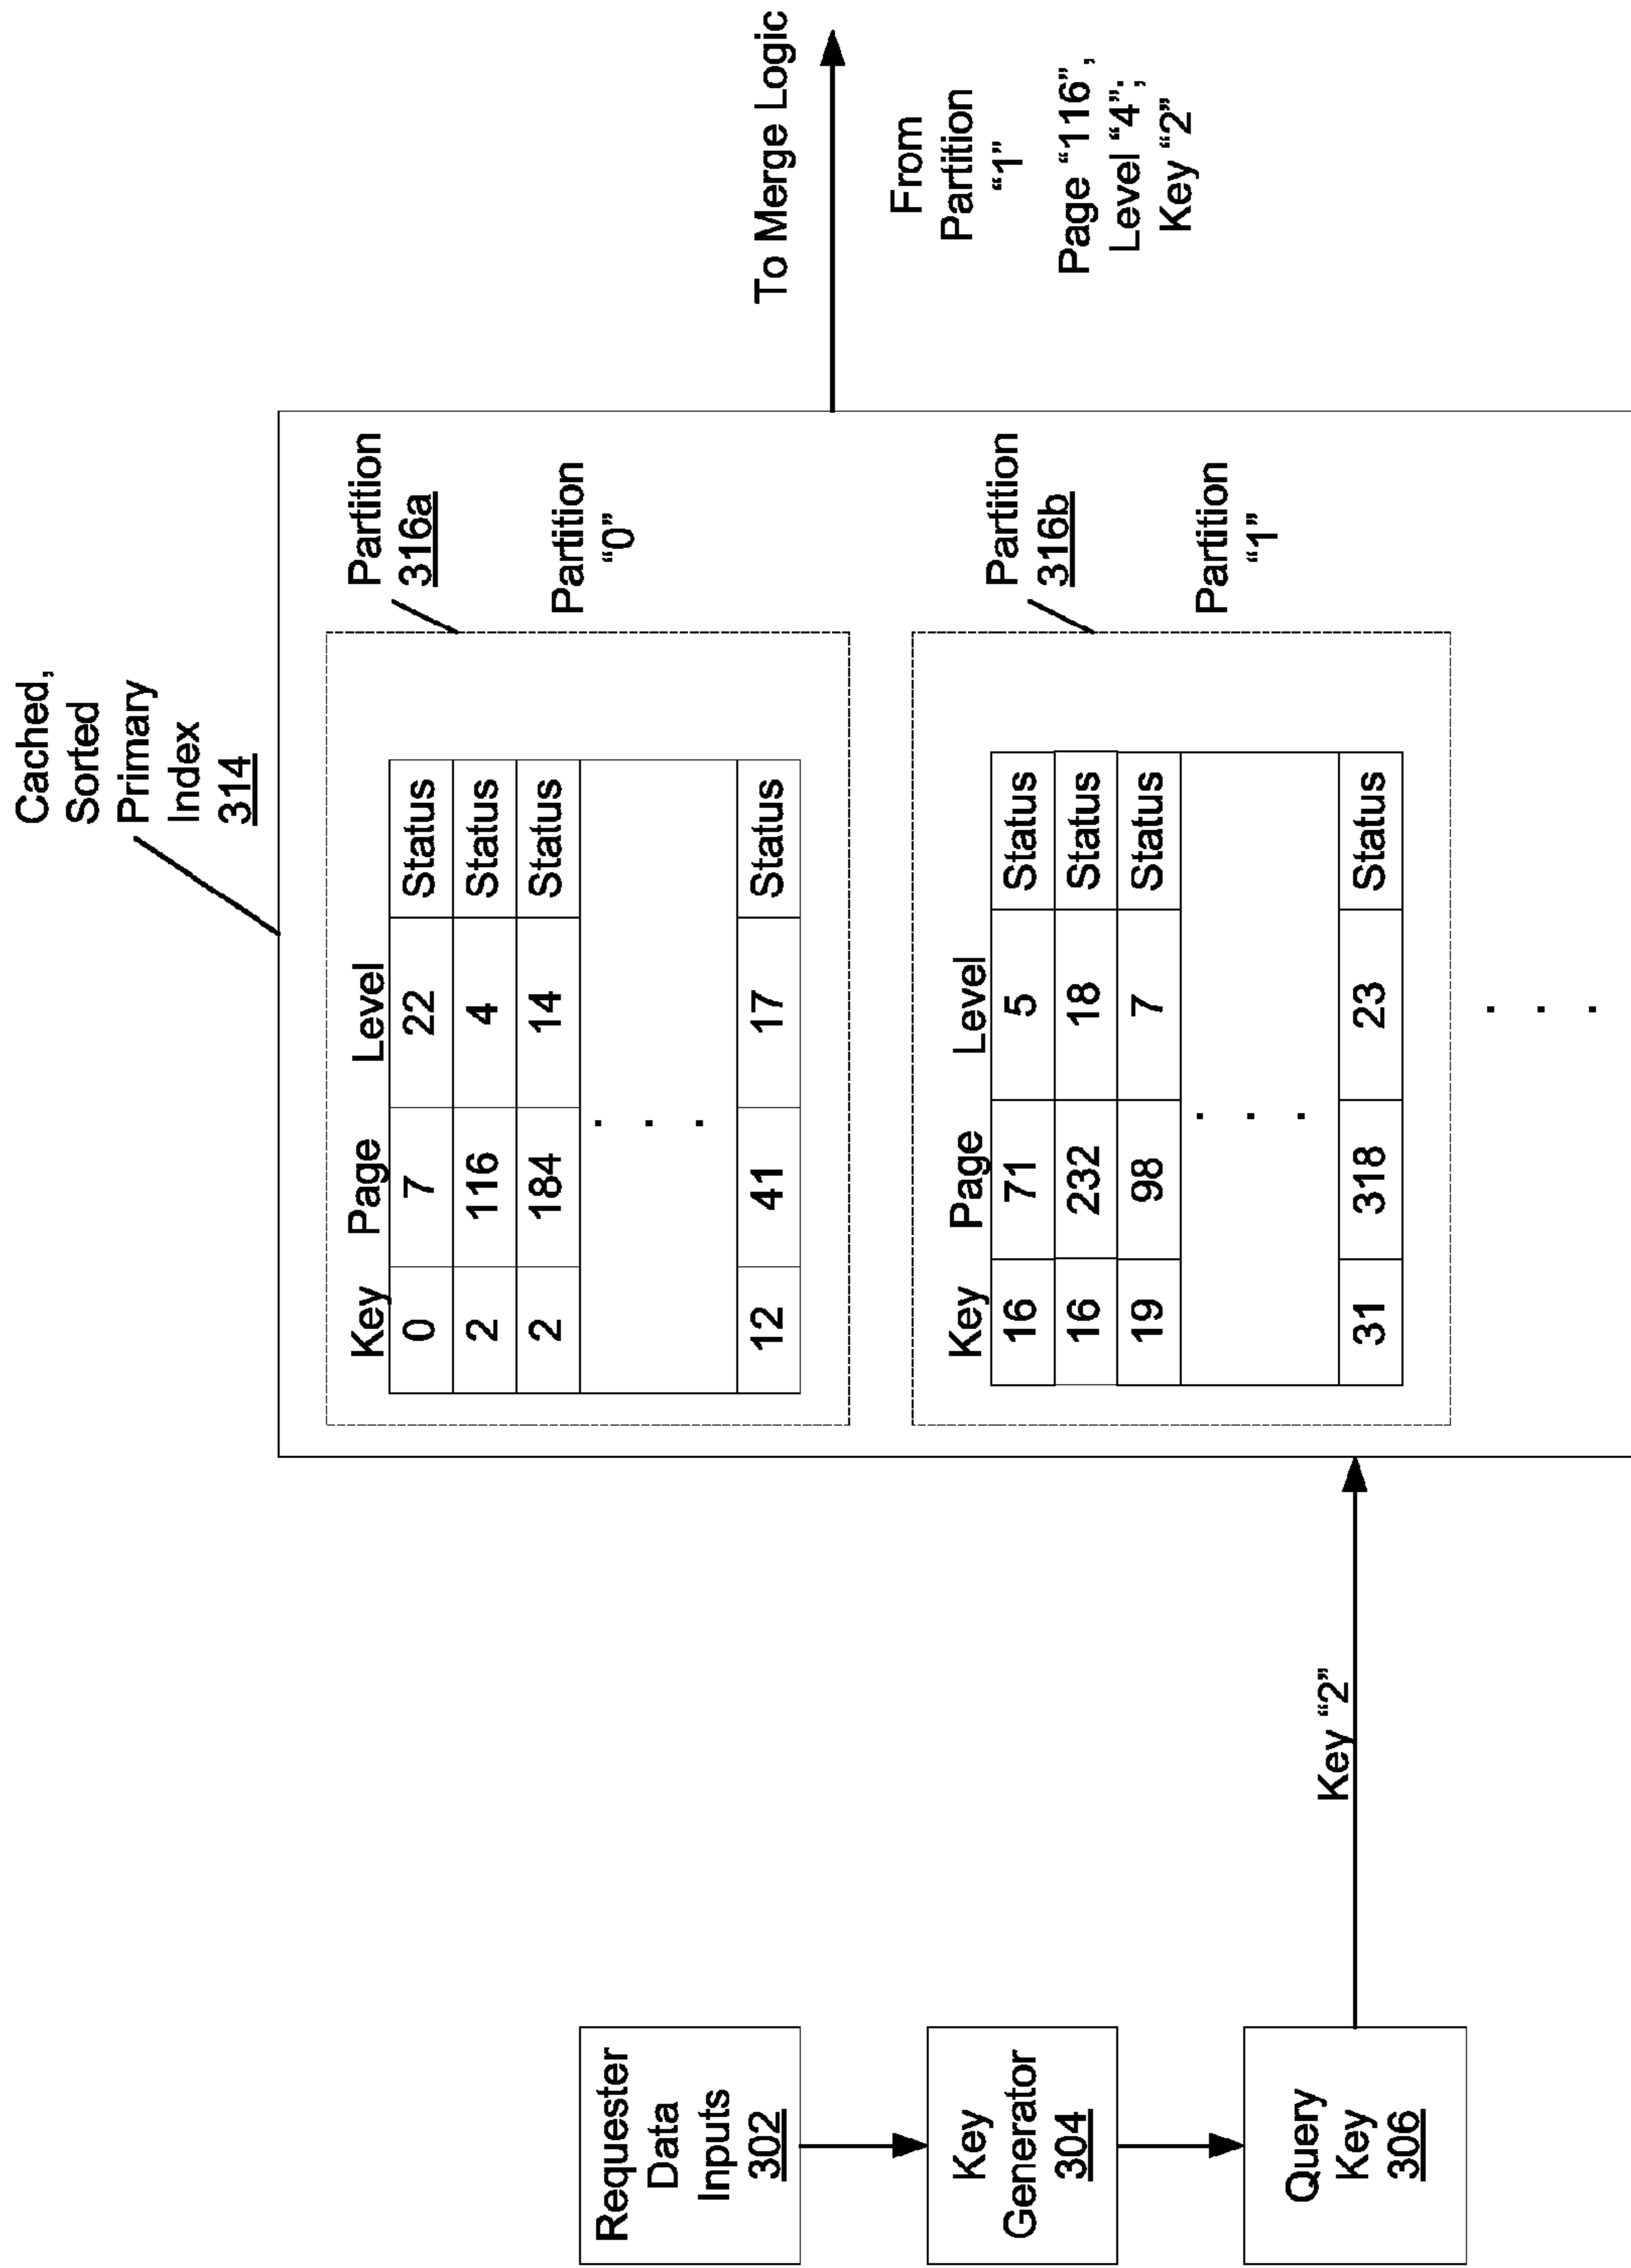 Cached,
Sorted
Primary
Index
314
Partition
316a
Partition
“0”
Key Page Level
0 7 22 Status
2 116 4 Status
2 184 14 Status
. . .
12 41 17 Status
Partition
316b
Partition
“1”
Key Page Level
16 71 5 Status
16 232 18 Status
19 98 7 Status
. . .
31 318 23 Status
. . .
Requester
Data
Inputs
302
Key
Generator
304
Query
Key
306
Key “2”
To Merge Logic
From
Partition
“1”
Page “116”,
Level “4”;
Key “2”